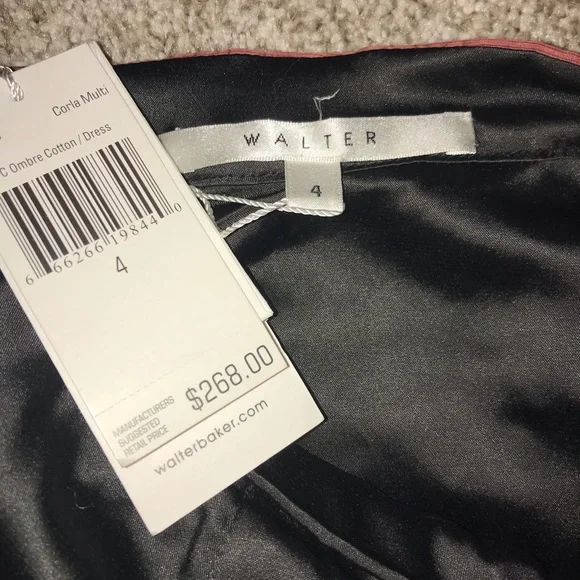 Corla Multi
C Ombre Cotton / Dress
6 66266 19844 0
4
MANUFACTURERS
SUGGESTED
RETAIL PRICE
$268.00
walterbaker.com
WALTER
4